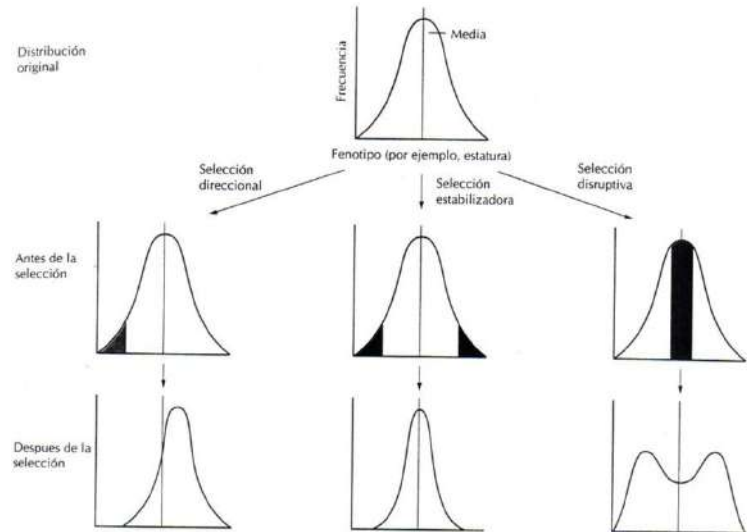 Distribución
original
Frecuencia
Media
Fenotipo (por ejemplo, estatura)
Selección
direccional
Selección
estabilizadora
Selección
disruptiva
Antes de la
selección
Despues de la
selección